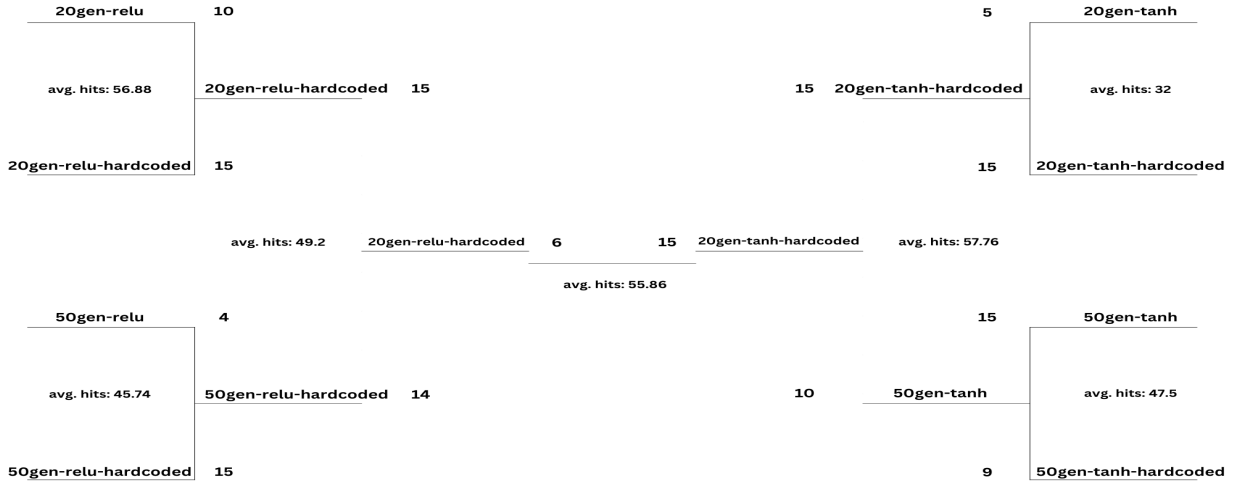 20gen-relu 10
5 20gen-tanh
avg. hits: 56.88
20gen-relu-hardcoded 15
15 20gen-tanh-hardcoded
avg. hits: 32
20gen-relu-hardcoded 15
15 20gen-tanh-hardcoded
avg. hits: 49.2
20gen-relu-hardcoded 6
15 20gen-tanh-hardcoded
avg. hits: 57.76
avg. hits: 55.86
50gen-relu 4
15 50gen-tanh
avg. hits: 45.74
50gen-relu-hardcoded 14
10 50gen-tanh
avg. hits: 47.5
50gen-relu-hardcoded 15
9 50gen-tanh-hardcoded